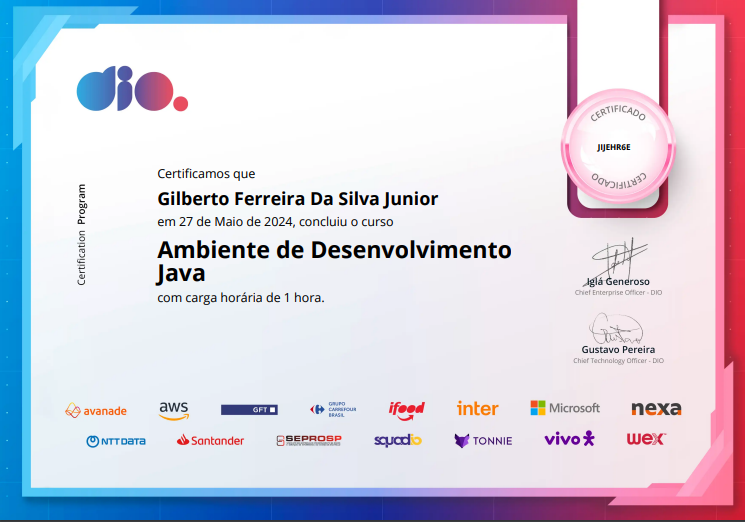 dio.
CERTIFICADO
JIJEHR6E
CERTIFICADO
Certification Program
Certificamos que
Gilberto Ferreira Da Silva Junior
em 27 de Maio de 2024, concluiu o curso
Ambiente de Desenvolvimento
Java
com carga horária de 1 hora.
Iglá Generoso
Chief Enterprise Officer - DIO
Gustavo Pereira
Chief Technology Officer - DIO
avanade
aws
GFT
GRUPO
CARREFOUR
BRASIL
ifood
inter
Microsoft
nexa
NTT DATA
Santander
SEPROSP
squadio
TONNIE
vivo
wex